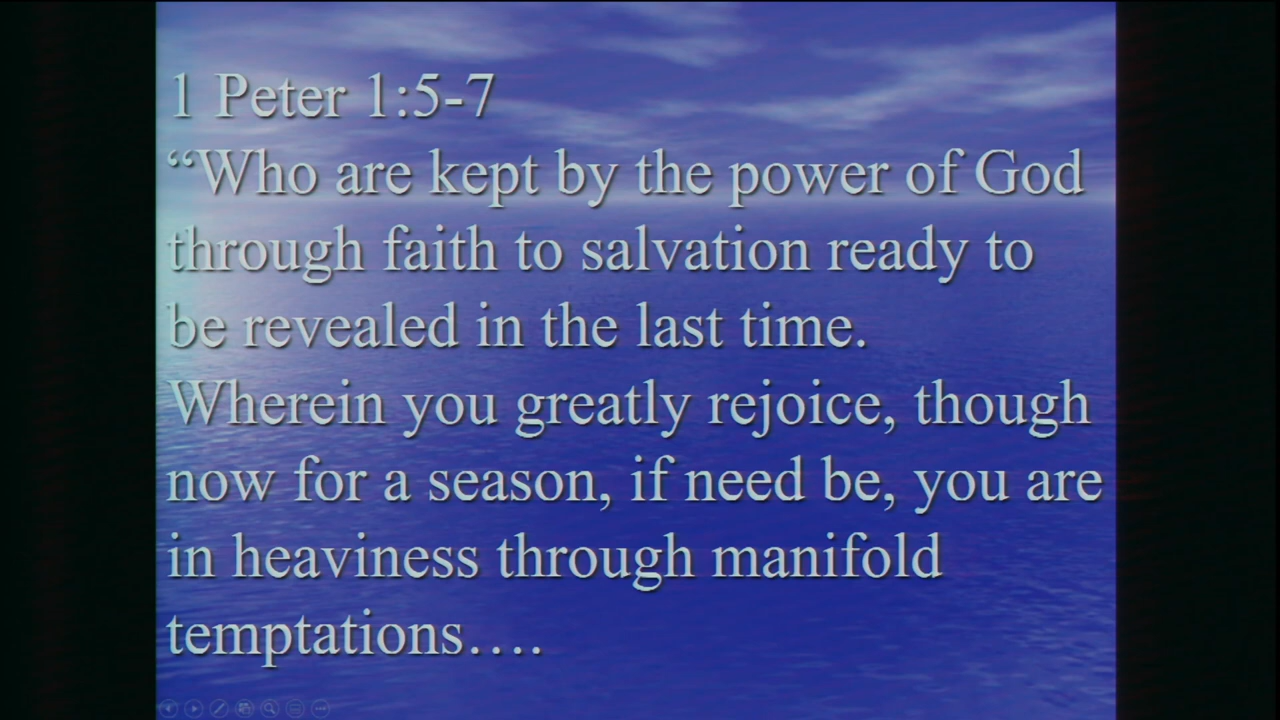 1 Peter 1:5-7
“Who are kept by the power of God
through faith to salvation ready to
be revealed in the last time.
Wherein you greatly rejoice, though
now for a season, if need be, you are
in heaviness through manifold
temptations….